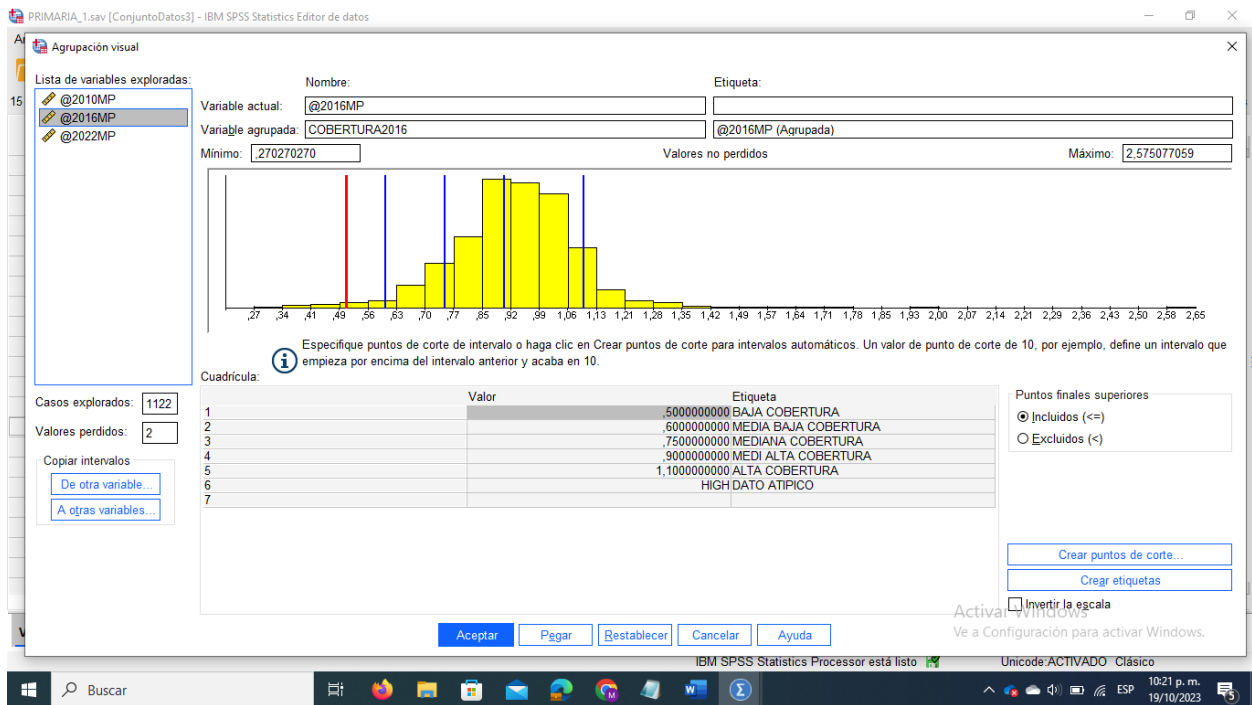 PRIMARIA_1.sav [ConjuntoDatos3] - IBM SPSS Statistics Editor de datos
Agrupación visual
Lista de variables exploradas:
@2010MP
@2016MP
@2022MP
15
Nombre:
Etiqueta:
Variable actual: @2016MP
Variable agrupada: COBERTURA2016 @2016MP (Agrupada)
Mínimo: ,270270270 Valores no perdidos Máximo: 2,575077059
,27 ,34 ,41 ,49 ,56 ,63 ,70 ,77 ,85 ,92 ,99 1,06 1,13 1,21 1,28 1,35 1,42 1,49 1,57 1,64 1,71 1,78 1,85 1,93 2,00 2,07 2,14 2,21 2,29 2,36 2,43 2,50 2,58 2,65
Especifique puntos de corte de intervalo o haga clic en Crear puntos de corte para intervalos automáticos. Un valor de punto de corte de 10, por ejemplo, define un intervalo que
empieza por encima del intervalo anterior y acaba en 10.
Cuadrícula:
Valor Etiqueta
1 ,5000000000 BAJA COBERTURA
2 ,6000000000 MEDIA BAJA COBERTURA
3 ,7500000000 MEDIANA COBERTURA
4 ,9000000000 MEDI ALTA COBERTURA
5 1,1000000000 ALTA COBERTURA
6 HIGH DATO ATIPICO
7
Casos explorados: 1122
Valores perdidos: 2
Copiar intervalos
De otra variable...
A otras variables...
Puntos finales superiores
Incluidos (<=)
Excluidos (<)
Crear puntos de corte...
Crear etiquetas
Invertir la escala
Activar Windows
Ve a Configuración para activar Windows.
Aceptar Pegar Restablecer Cancelar Ayuda
IBM SPSS Statistics Processor está listo Unicode:ACTIVADO Clásico
Buscar
ESP
10:21 p. m.
19/10/2023
5